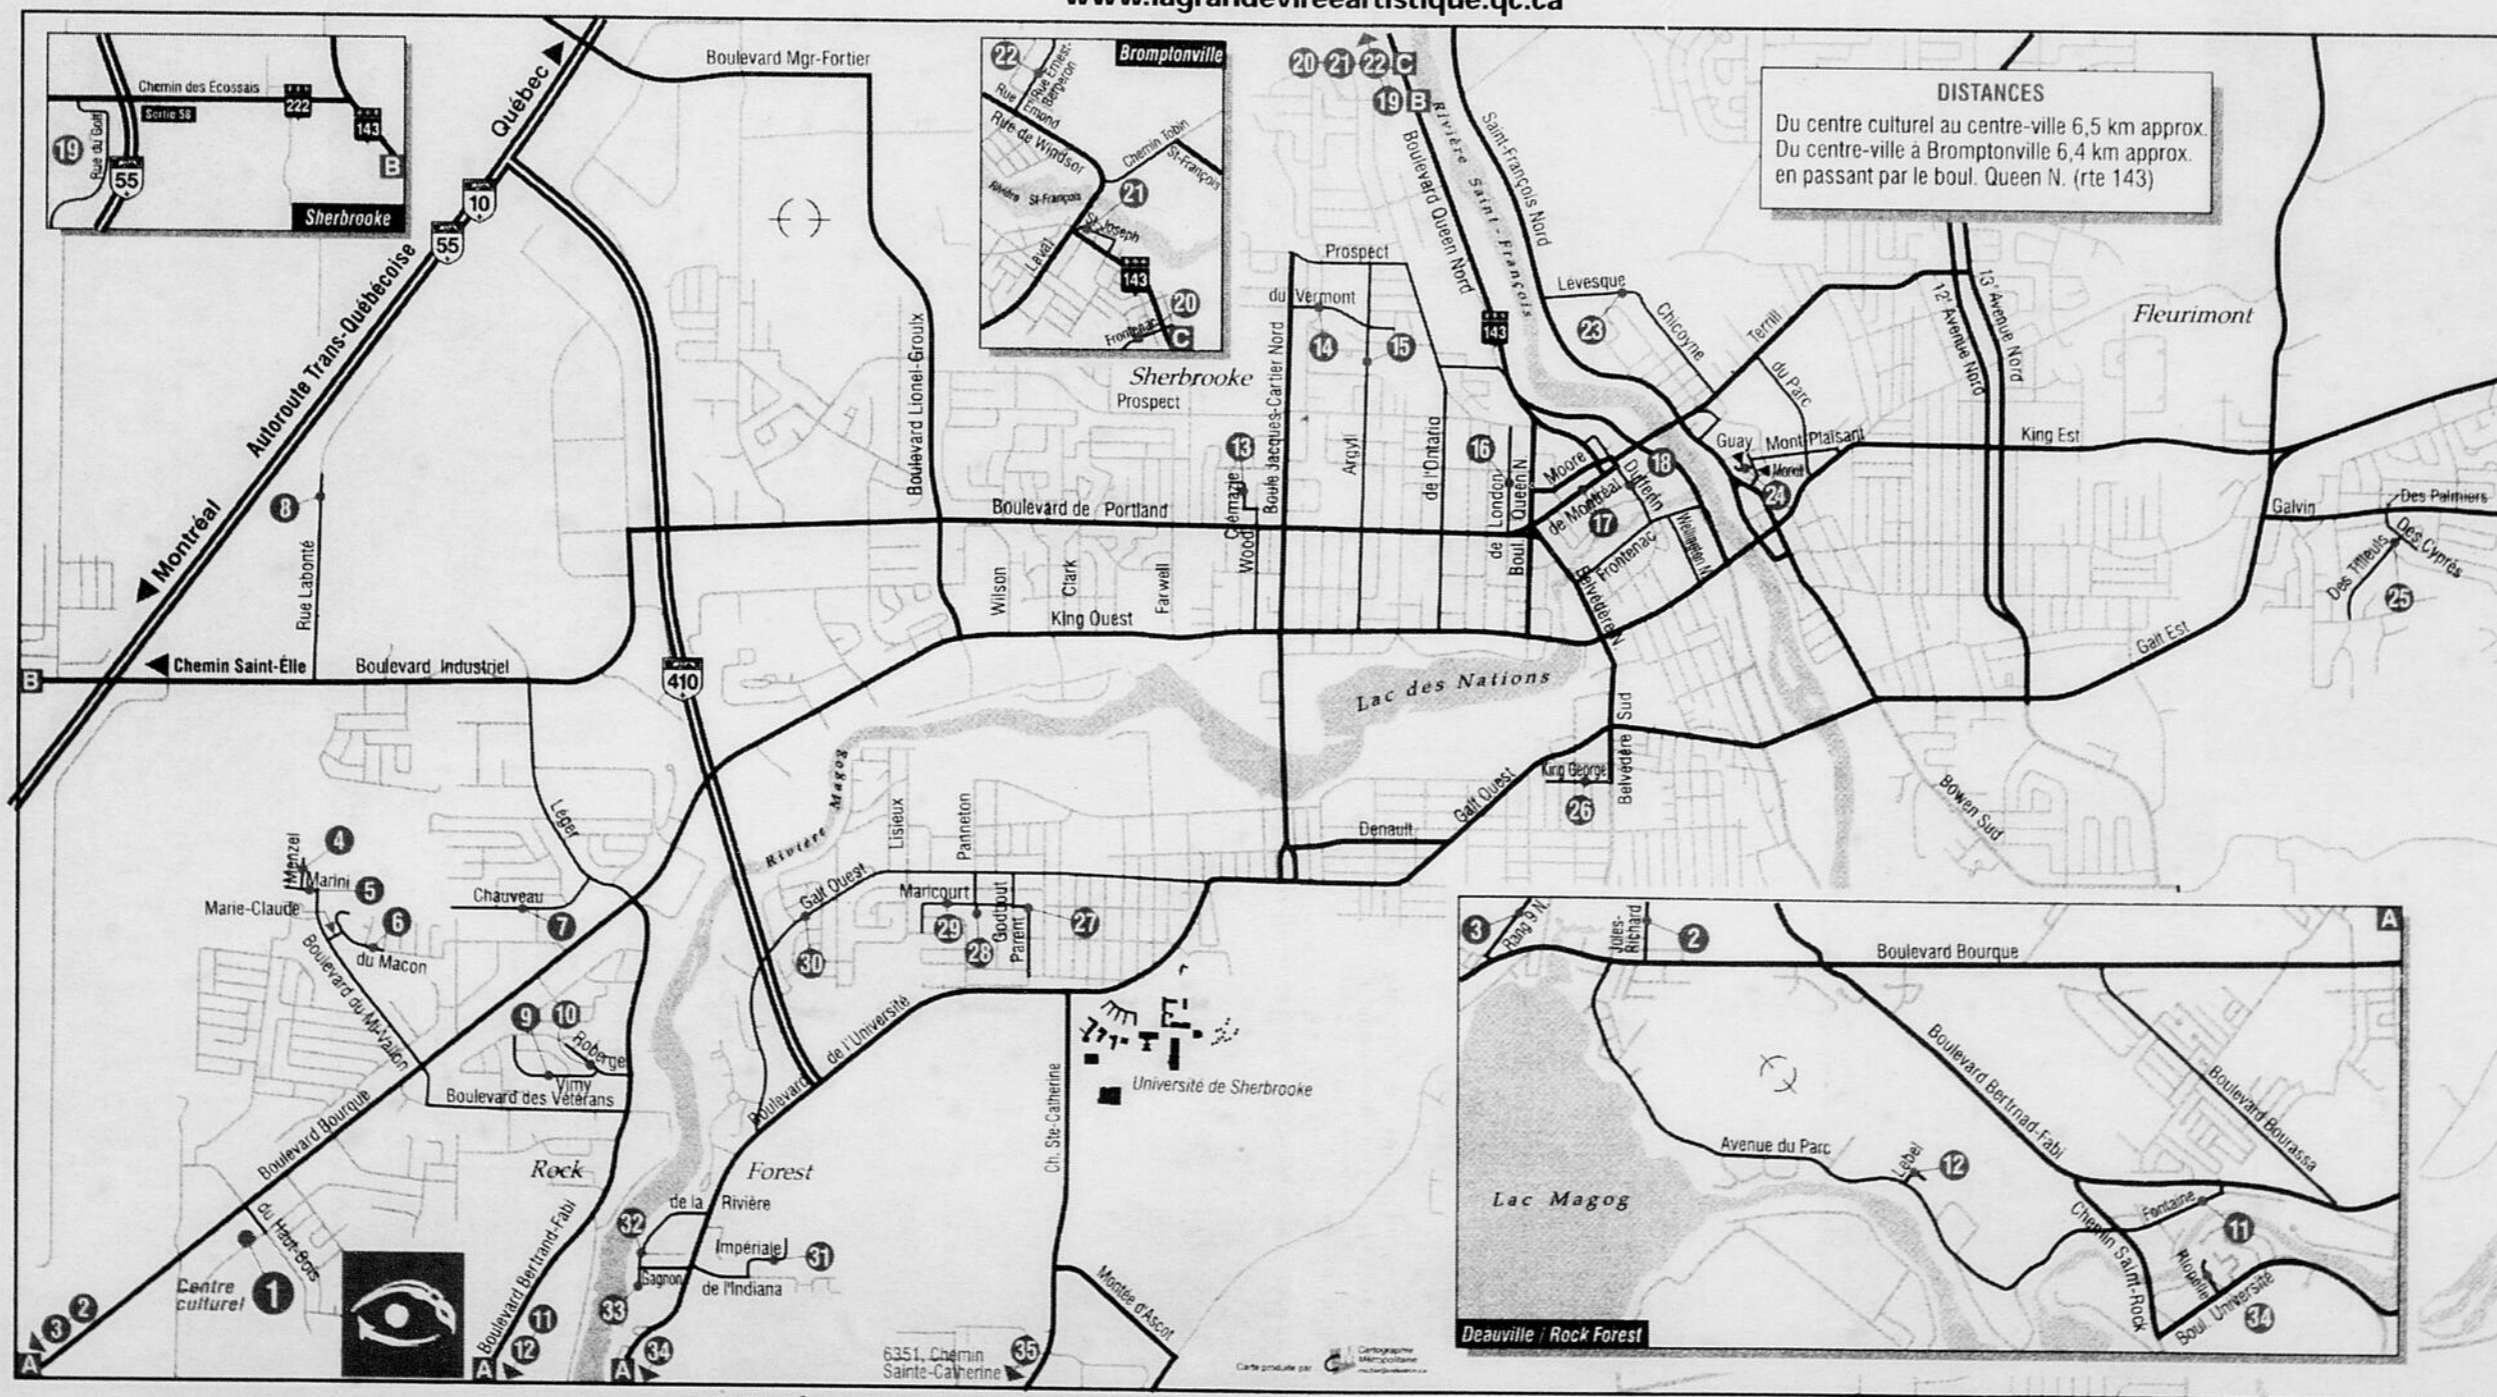 www.lagrandevireeartistique.qc.ca
Chemin des Écossais
Sortie 58
222
143
19
Rue du Golf
55
B
Sherbrooke
Québec
10
55
Autoroute Trans-Québécoise
Montréal
Boulevard Mgr-Fortier
Boulevard Lionel-Groulx
22
Bromptonville
Rue Ernest-
Bergeron
Rue Emond
Rue de Windsor
Chemin Tobin
St-François
Rivière St-François
21
St-Joseph
Laval
143
20
Frontenac
C
20 21 22 C
19 B
Rivière Saint-François
Saint-François Nord
Boulevard Queen Nord
DISTANCES
Du centre culturel au centre-ville 6,5 km approx.
Du centre-ville à Bromptonville 6,4 km approx.
en passant par le boul. Queen N. (rte 143)
Prospect
du Vermont
14
15
Lévesque
23
Chicoyne
Terrill
du Parc
12e Avenue Nord
13e Avenue Nord
Fleurimont
143
Sherbrooke
Prospect
Boule Jacques-Cartier Nord
Argyll
de l'Ontario
13
Crémazie
Wood
16
de London
Boul. Queen N.
Moore
de Montréal
Dufferin
18
17
Frontenac
Wellington N.
Belvédère N.
Guay
Mont-Plaisant
24
King Est
Galvin
Des Palmiers
Des Cyprès
Des Tilleuls
25
8
Rue Labonté
Boulevard de Portland
Wilson
Clark
Farwell
King Ouest
B
Chemin Saint-Élie
Boulevard Industriel
410
Lac des Nations
Belvédère Sud
Galt Est
King George
26
Galt Ouest
Denault
Bowen Sud
Rivière Magog
Léger
Lisieux
Panneton
4
Menzel
Marini
5
Marie-Claude
6
du Macon
Chauveau
7
Boulevard du Mi-Vallon
Galt Ouest
30
Maricourt
29
28
Godbout
Parent
27
9
10
Roberge
Vimy
Boulevard des Vétérans
Boulevard Bourque
Boulevard de l'Université
Ch. Ste-Catherine
Université de Sherbrooke
Rock Forest
de la Rivière
32
Impériale
31
Gagnon
de l'Indiana
33
du Haut-Bois
Centre
culturel
1
2
3
A
Boulevard Bertrand-Fabi
11
12
A
34
A
6351, Chemin
Sainte-Catherine
35
Montée d'Ascot
Carte produite par
Cartographie
Métropolitaine
3
Rang 9 N.
Joles-
Richard
2
Boulevard Bourque
A
Boulevard Bertrnad-Fabi
Boulevard Bourassa
Avenue du Parc
Lebel
12
Lac Magog
Fontaine
11
Chemin Saint-Rock
Riopelle
Boul. Université
34
Deauville / Rock Forest